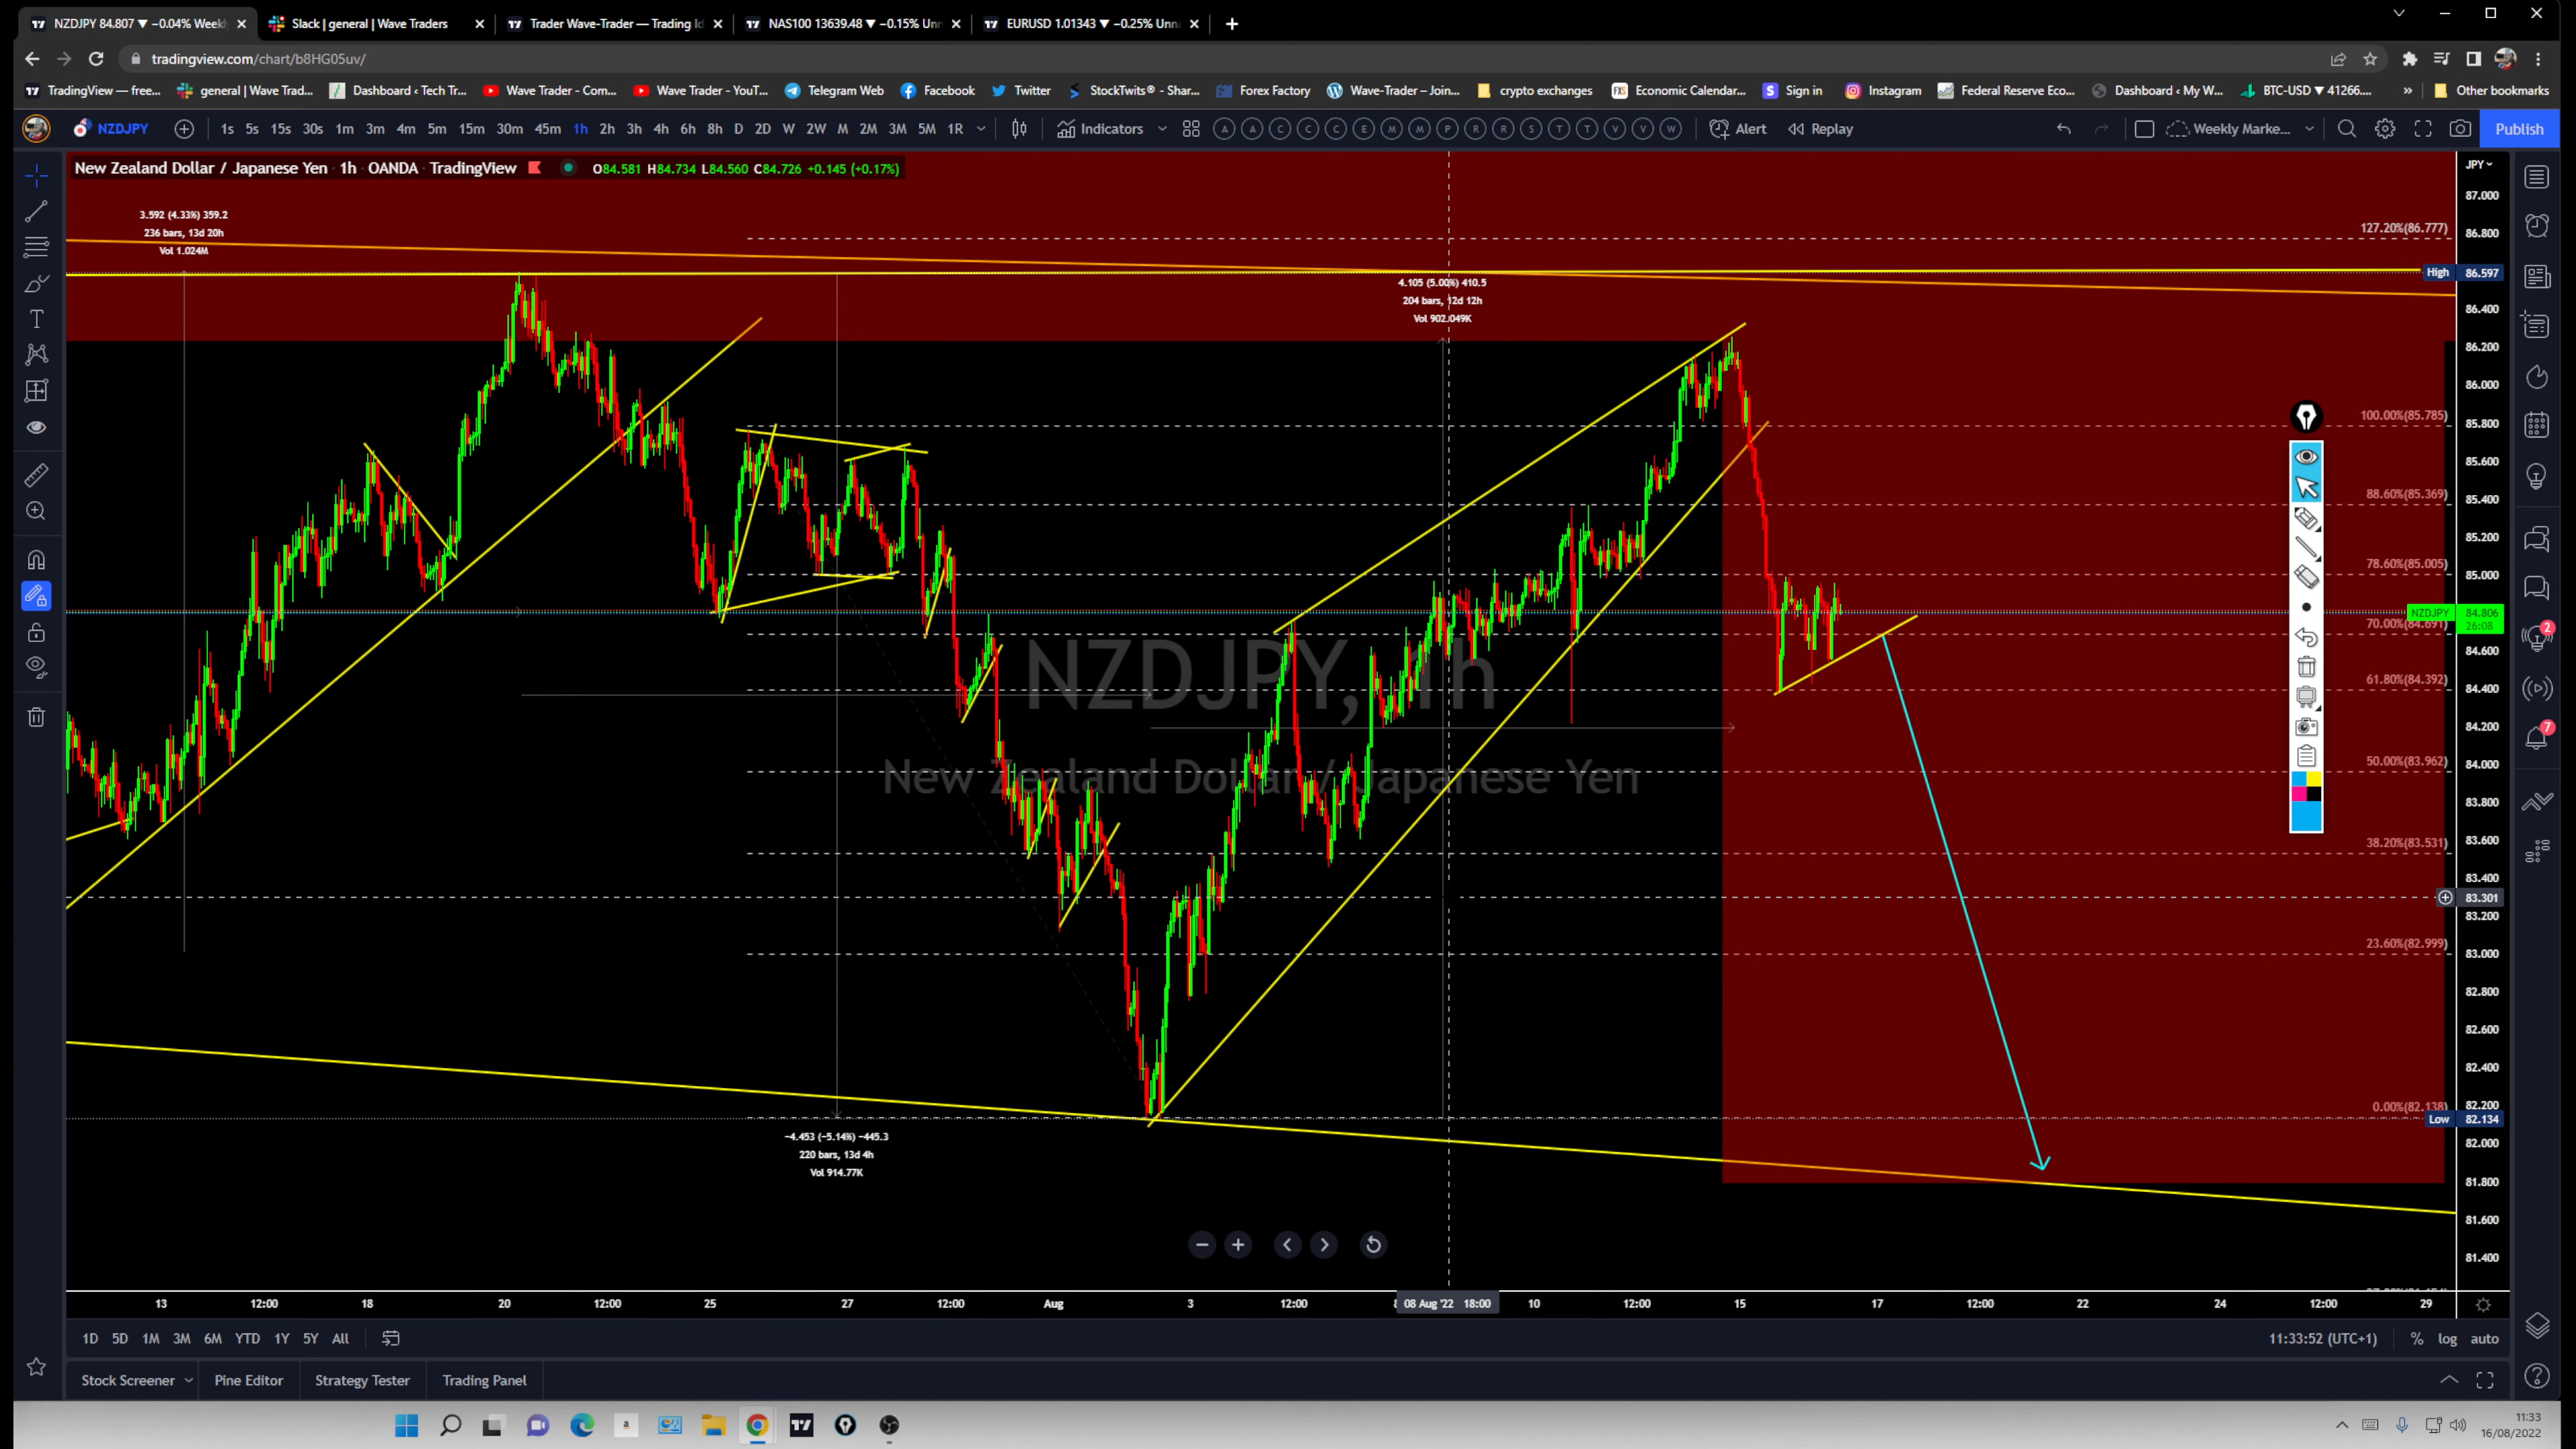 NZDJPY 84.807 ▼ −0.04% Weekly
Slack | general | Wave Traders
Trader Wave-Trader — Trading Id
NAS100 13639.48 ▼ −0.15% Unn
EURUSD 1.01343 ▼ −0.25% Unn
tradingview.com/chart/b8HG05uv/
TradingView — free...
general | Wave Trad...
Dashboard ‹ Tech Tr...
Wave Trader - Com...
Wave Trader - YouT...
Telegram Web
Facebook
Twitter
StockTwits® - Shar...
Forex Factory
Wave-Trader – Join...
crypto exchanges
Economic Calendar...
Sign in
Instagram
Federal Reserve Eco...
Dashboard ‹ My W...
BTC-USD ▼ 41266....
»
Other bookmarks
NZDJPY
1s 5s 15s 30s 1m 3m 4m 5m 15m 30m 45m 1h 2h 3h 4h 6h 8h D 2D W 2W M 2M 3M 5M 1R
Indicators
A A C C C E M M P R R S T T V V W
Alert
Replay
Weekly Marke...
Publish
New Zealand Dollar / Japanese Yen · 1h · OANDA · TradingView
O84.581 H84.734 L84.560 C84.726 +0.145 (+0.17%)
JPY
3.592 (4.33%) 359.2
236 bars, 13d 20h
Vol 1.024M
4.105 (5.00%) 410.5
204 bars, 12d 12h
Vol 902.049K
−4.453 (−5.14%) −445.3
220 bars, 13d 4h
Vol 914.77K
NZDJPY, 1h
New Zealand Dollar / Japanese Yen
127.20%(86.777)
100.00%(85.785)
88.60%(85.369)
78.60%(85.005)
70.00%(84.691)
61.80%(84.392)
50.00%(83.962)
38.20%(83.531)
23.60%(82.999)
0.00%(82.138)
87.000
86.800
High 86.597
86.400
86.200
86.000
85.800
85.600
85.400
85.200
85.000
NZDJPY 84.806
26:08
84.600
84.400
84.200
84.000
83.800
83.600
83.400
83.301
83.200
83.000
82.800
82.600
82.400
82.200
Low 82.134
82.000
81.800
81.600
81.400
2
7
13 12:00 18 20 12:00 25 27 12:00 Aug 3 12:00 08 Aug '22 18:00 10 12:00 15 17 12:00 22 24 12:00 29
1D 5D 1M 3M 6M YTD 1Y 5Y All
11:33:52 (UTC+1)
% log auto
Stock Screener
Pine Editor
Strategy Tester
Trading Panel
a
11:33
16/08/2022